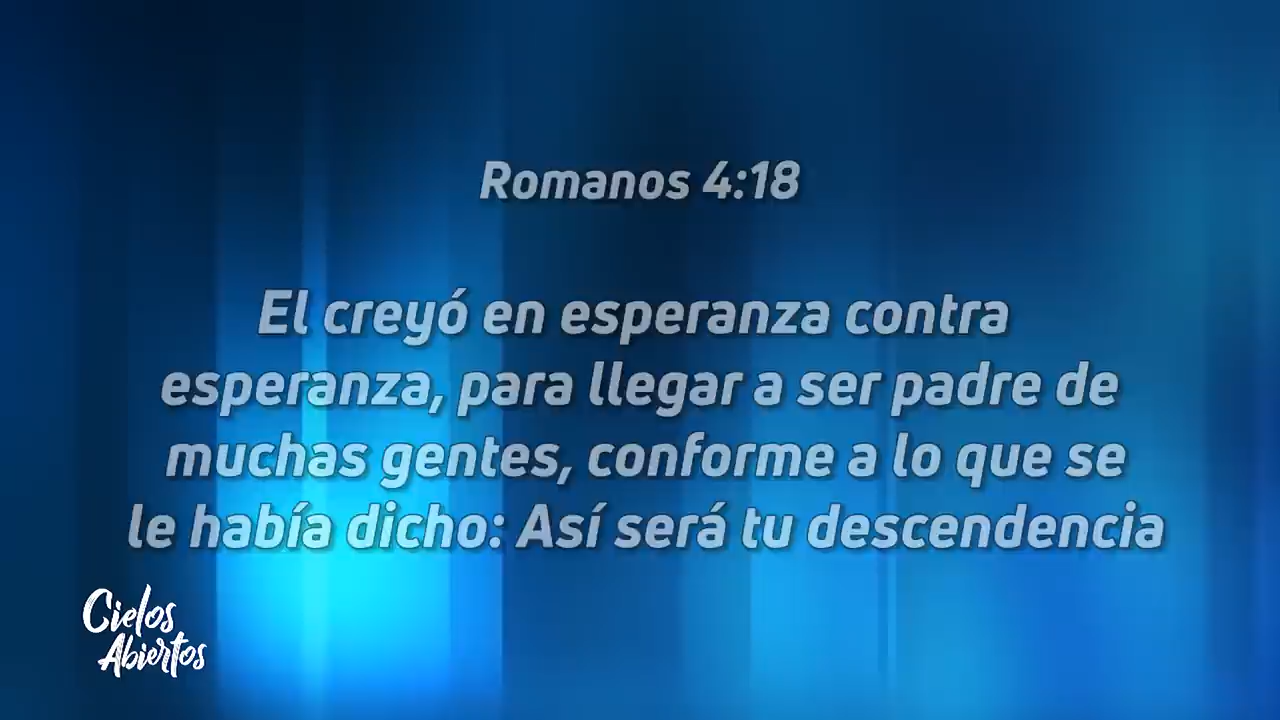 Romanos 4:18
El creyó en esperanza contra
esperanza, para llegar a ser padre de
muchas gentes, conforme a lo que se
le había dicho: Así será tu descendencia
Cielos
Abiertos